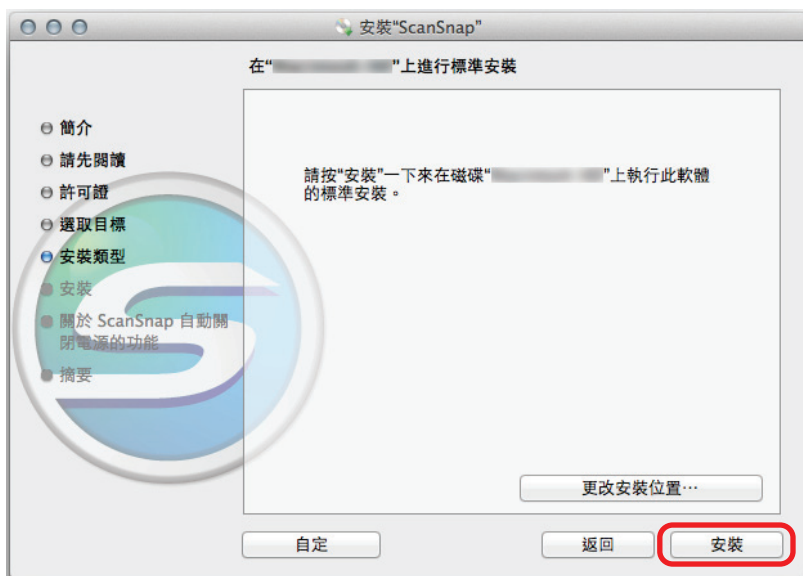 安裝“ScanSnap”
在“ ”上進行標準安裝
簡介
請先閱讀
許可證
選取目標
安裝類型
安裝
關於 ScanSnap 自動關
閉電源的功能
摘要
請按“安裝”一下來在磁碟“ ”上執行此軟體
的標準安裝。
更改安裝位置…
自定
返回
安裝